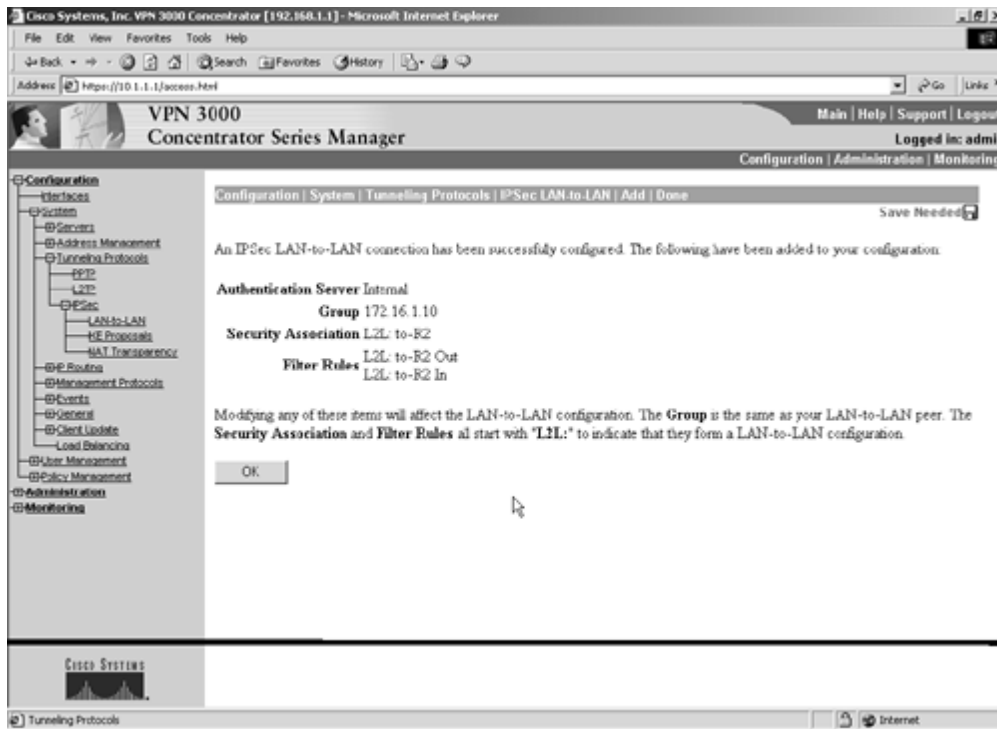 Cisco Systems, Inc. VPN 3000 Concentrator [192.168.1.1] - Microsoft Internet Explorer
File Edit View Favorites Tools Help
Back Search Favorites History
Address https://10.1.1.1/access.html Go Links
VPN 3000
Concentrator Series Manager
Main | Help | Support | Logou
Logged in: admi
Configuration | Administration | Monitoring
Configuration
Interfaces
System
Servers
Address Management
Tunneling Protocols
PPTP
L2TP
IPSec
LAN-to-LAN
IKE Proposals
NAT Transparency
IP Routing
Management Protocols
Events
General
Client Update
Load Balancing
User Management
Policy Management
Administration
Monitoring
Configuration | System | Tunneling Protocols | IPSec LAN-to-LAN | Add | Done
Save Needed
An IPSec LAN-to-LAN connection has been successfully configured. The following have been added to your configuration:
Authentication Server Internal
Group 172.16.1.10
Security Association L2L: to-R2
Filter Rules L2L: to-R2 Out
L2L: to-R2 In
Modifying any of these items will affect the LAN-to-LAN configuration. The Group is the same as your LAN-to-LAN peer. The
Security Association and Filter Rules all start with "L2L:" to indicate that they form a LAN-to-LAN configuration.
OK
CISCO SYSTEMS
Tunneling Protocols
Internet